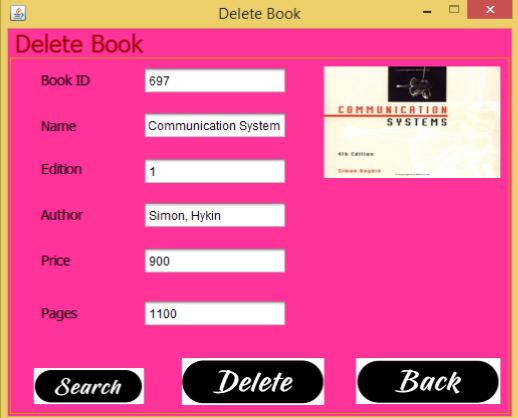 Delete Book
Delete Book
Book ID
697
Name
Communication System
Edition
1
Author
Simon, Hykin
Price
900
Pages
1100
COMMUNICATION
SYSTEMS
4th Edition
Simon Haykin
Search
Delete
Back